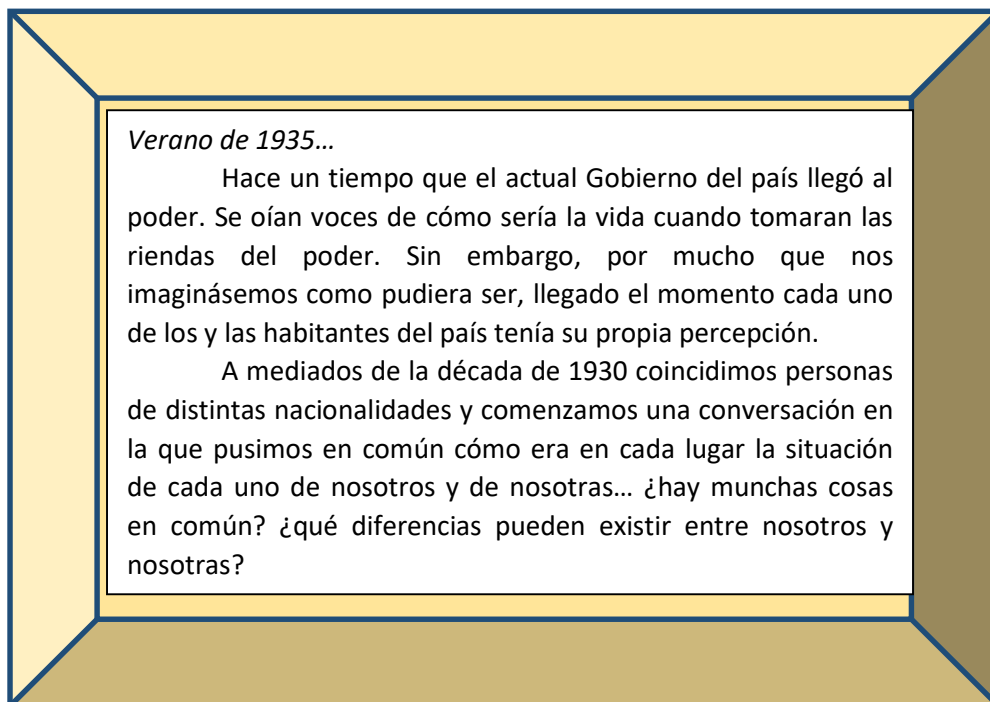 Verano de 1935…
Hace un tiempo que el actual Gobierno del país llegó al
poder. Se oían voces de cómo sería la vida cuando tomaran las
riendas del poder. Sin embargo, por mucho que nos
imaginásemos como pudiera ser, llegado el momento cada uno
de los y las habitantes del país tenía su propia percepción.
A mediados de la década de 1930 coincidimos personas
de distintas nacionalidades y comenzamos una conversación en
la que pusimos en común cómo era en cada lugar la situación
de cada uno de nosotros y de nosotras… ¿hay munchas cosas
en común? ¿qué diferencias pueden existir entre nosotros y
nosotras?